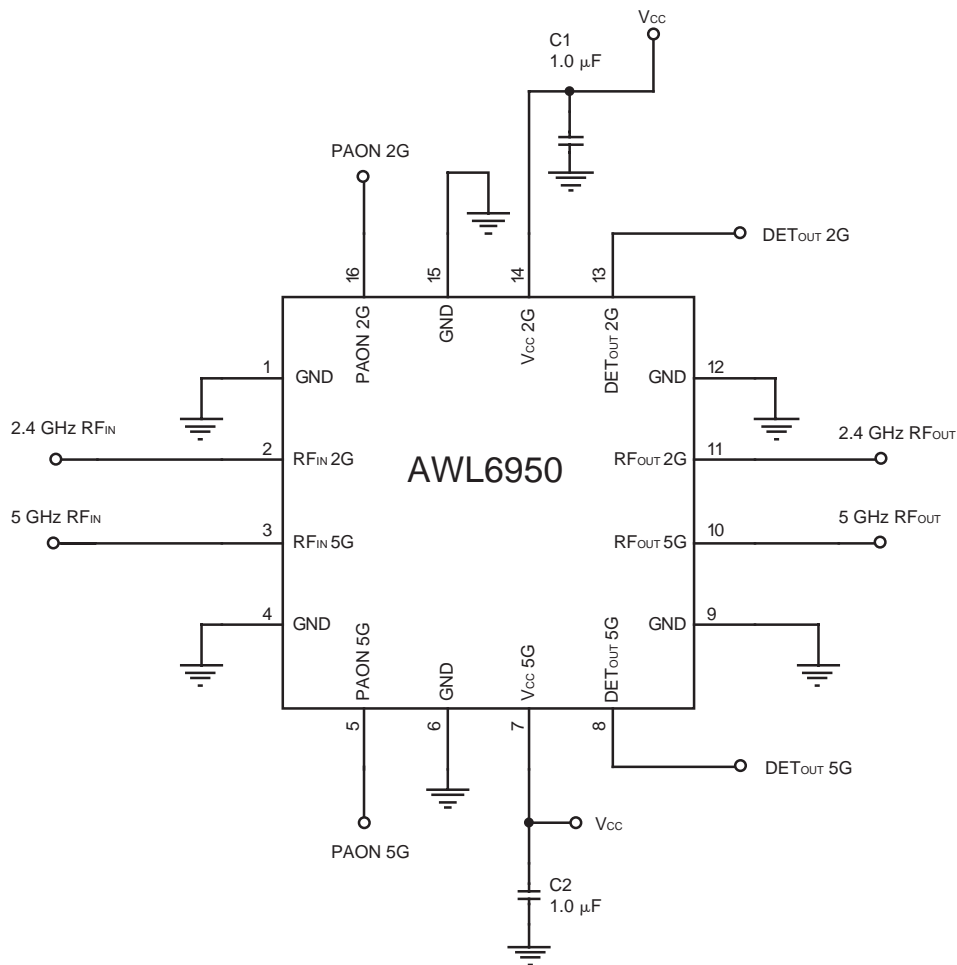 Vcc
C1
1.0 µF
PAON 2G
DETOUT 2G
16
15
14
13
PAON 2G
GND
Vcc 2G
DETOUT 2G
1
GND
GND
12
2.4 GHz RFIN
2.4 GHz RFOUT
2
RFIN 2G
AWL6950
RFOUT 2G
11
5 GHz RFIN
5 GHz RFOUT
3
RFIN 5G
RFOUT 5G
10
4
GND
GND
9
PAON 5G
GND
Vcc 5G
DETOUT 5G
5
6
7
8
DETOUT 5G
PAON 5G
Vcc
C2
1.0 µF